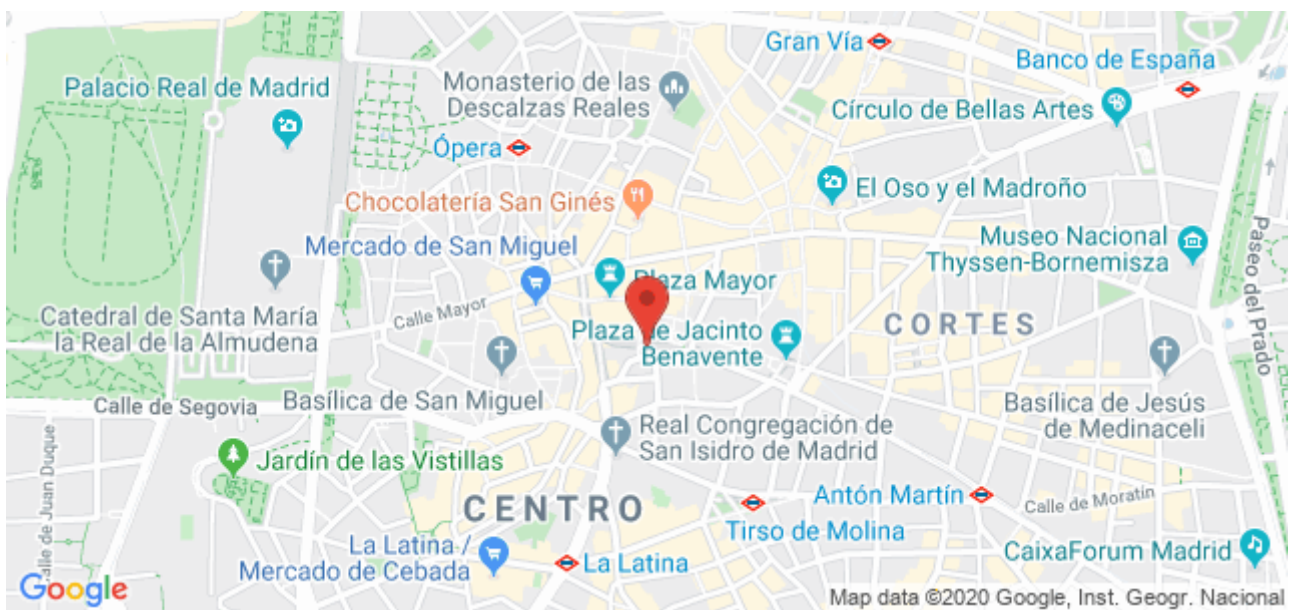 Gran Vía
Banco de España
Palacio Real de Madrid
Monasterio de las
Descalzas Reales
Círculo de Bellas Artes
Ópera
Chocolatería San Ginés
El Oso y el Madroño
Mercado de San Miguel
Museo Nacional
Thyssen-Bornemisza
Paseo del Prado
Plaza Mayor
Calle Mayor
Catedral de Santa María
la Real de la Almudena
Plaza de Jacinto
Benavente
CORTES
Calle de Segovia
Basílica de San Miguel
Basílica de Jesús
de Medinaceli
Real Congregación de
San Isidro de Madrid
Jardín de las Vistillas
Calle de Juan Duque
CENTRO
Antón Martín
Calle de Moratín
Tirso de Molina
La Latina /
Mercado de Cebada
La Latina
CaixaForum Madrid
Google
Map data ©2020 Google, Inst. Geogr. Nacional